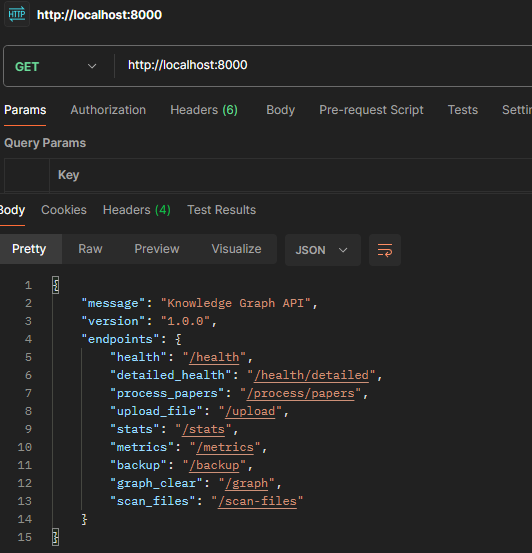 HTTP http://localhost:8000
GET http://localhost:8000
Params Authorization Headers (6) Body Pre-request Script Tests
Query Params
Key
Body Cookies Headers (4) Test Results
Pretty Raw Preview Visualize JSON
1 {
2 "message": "Knowledge Graph API",
3 "version": "1.0.0",
4 "endpoints": {
5 "health": "/health",
6 "detailed_health": "/health/detailed",
7 "process_papers": "/process/papers",
8 "upload_file": "/upload",
9 "stats": "/stats",
10 "metrics": "/metrics",
11 "backup": "/backup",
12 "graph_clear": "/graph",
13 "scan_files": "/scan-files"
14 }
15 }